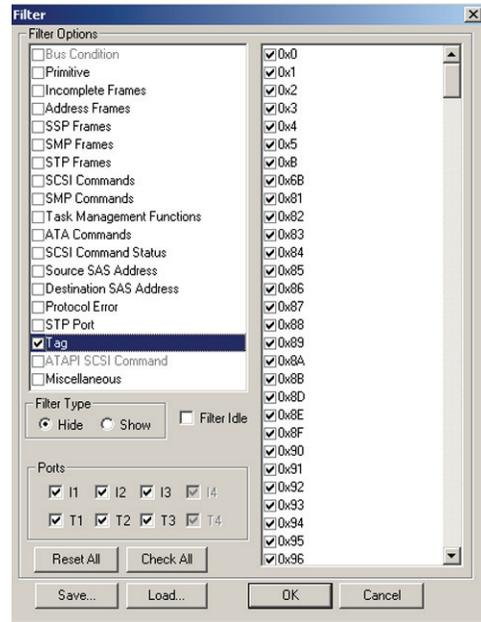 Filter
Filter Options
Bus Condition
Primitive
Incomplete Frames
Address Frames
SSP Frames
SMP Frames
STP Frames
SCSI Commands
SMP Commands
Task Management Functions
ATA Commands
SCSI Command Status
Source SAS Address
Destination SAS Address
Protocol Error
STP Port
Tag
ATAPI SCSI Command
Miscellaneous
0x0
0x1
0x2
0x3
0x4
0x5
0xB
0x6B
0x81
0x82
0x83
0x84
0x85
0x86
0x87
0x88
0x89
0x8A
0x8B
0x8D
0x8E
0x8F
0x90
0x91
0x92
0x93
0x94
0x95
0x96
Filter Type
Hide Show
Filter Idle
Ports
I1 I2 I3 I4
T1 T2 T3 T4
Reset All Check All
Save... Load... OK Cancel